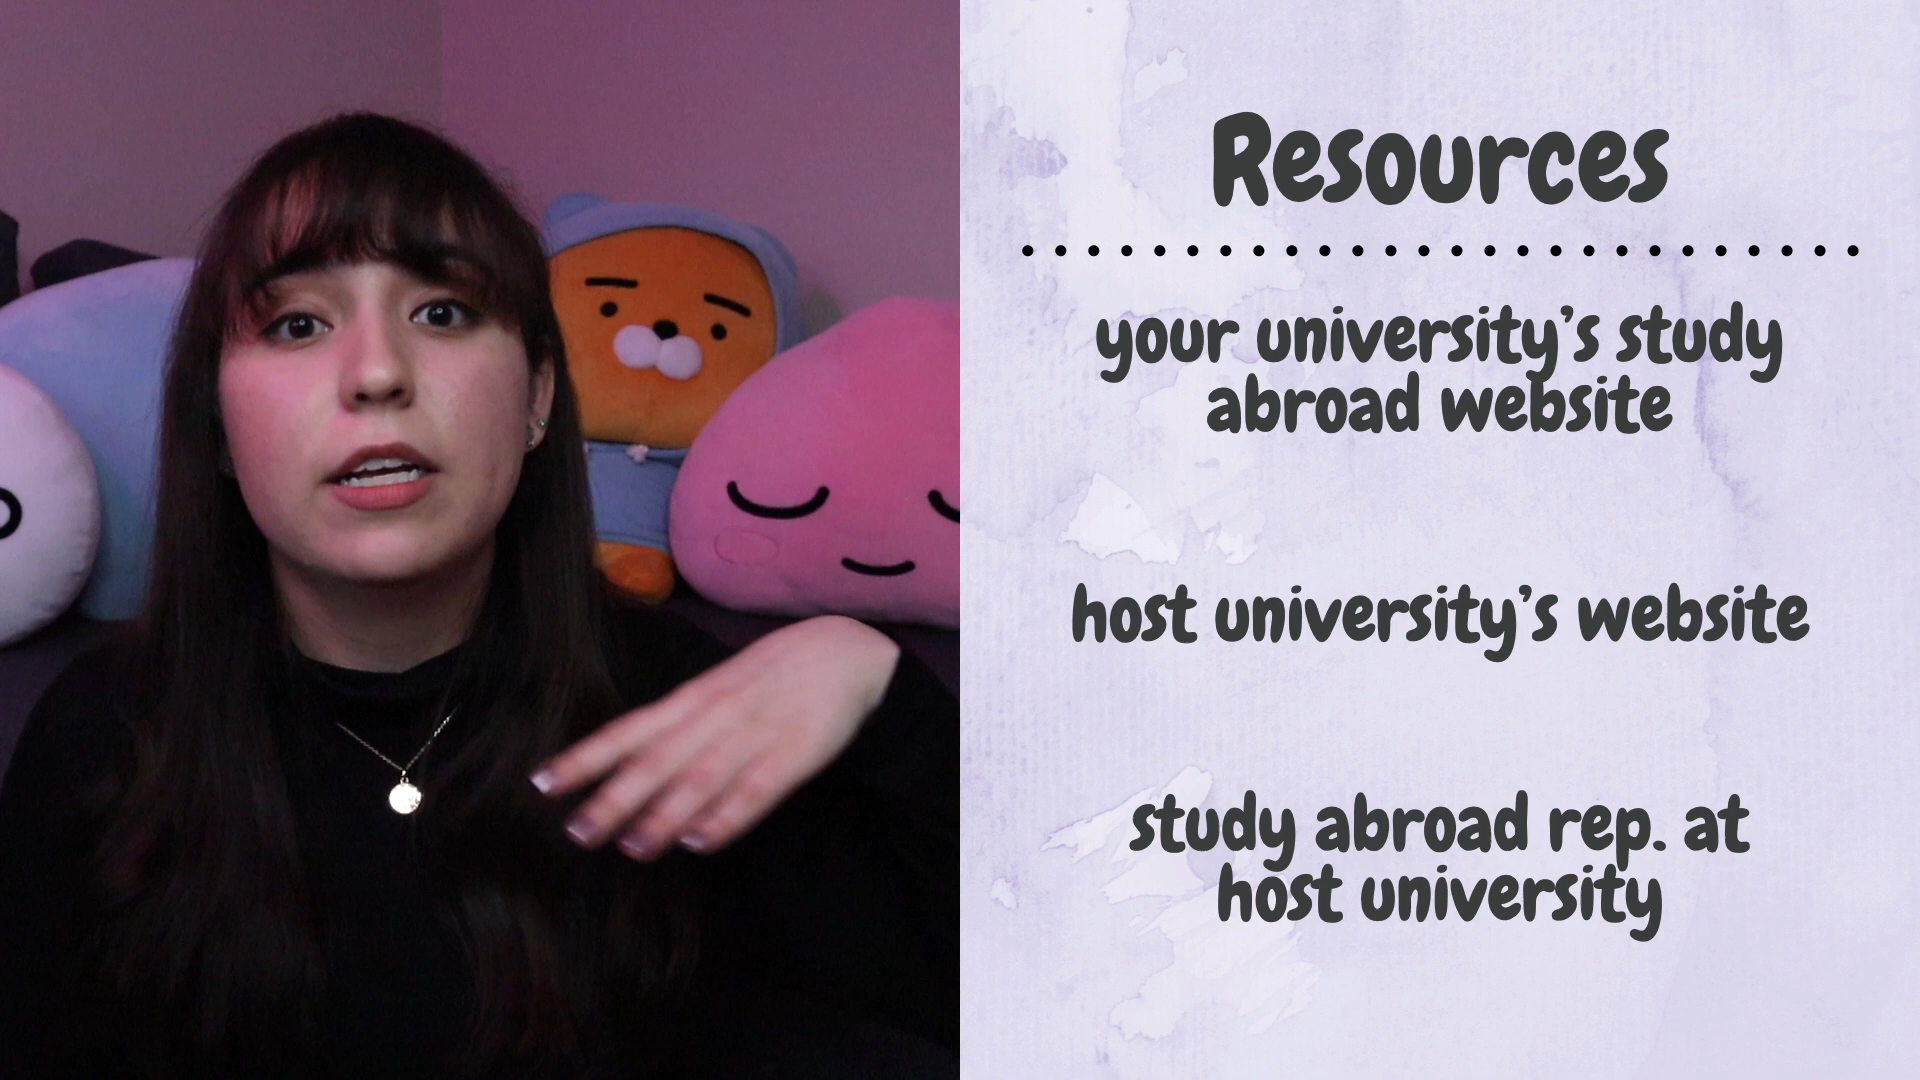 Resources
your university's study
abroad website
host university's website
study abroad rep. at
host university